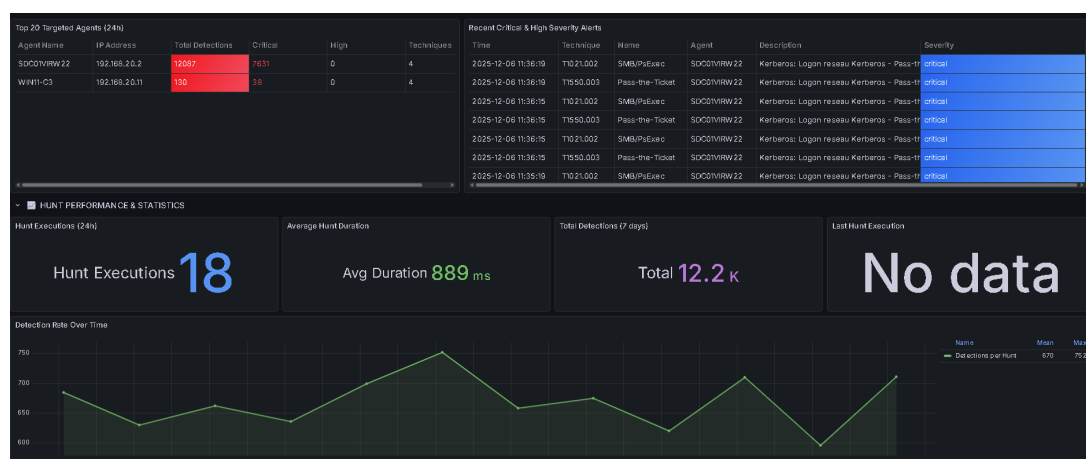 Top 20 Targeted Agents (24h)
Agent Name IP Address Total Detections Critical High Techniques
SDC01VIRW22 192.168.20.2 12087 7631 0 4
WIN11-C3 192.168.20.11 130 38 0 4
Recent Critical & High Severity Alerts
Time Technique Name Agent Description Severity
2025-12-06 11:36:19 T1021.002 SMB/PsExec SDC01VIRW22 Kerberos: Logon reseau Kerberos - Pass-th critical
2025-12-06 11:36:19 T1550.003 Pass-the-Ticket SDC01VIRW22 Kerberos: Logon reseau Kerberos - Pass-th critical
2025-12-06 11:36:15 T1021.002 SMB/PsExec SDC01VIRW22 Kerberos: Logon reseau Kerberos - Pass-th critical
2025-12-06 11:36:15 T1550.003 Pass-the-Ticket SDC01VIRW22 Kerberos: Logon reseau Kerberos - Pass-th critical
2025-12-06 11:36:15 T1021.002 SMB/PsExec SDC01VIRW22 Kerberos: Logon reseau Kerberos - Pass-th critical
2025-12-06 11:36:15 T1550.003 Pass-the-Ticket SDC01VIRW22 Kerberos: Logon reseau Kerberos - Pass-th critical
2025-12-06 11:35:19 T1021.002 SMB/PsExec SDC01VIRW22 Kerberos: Logon reseau Kerberos - Pass-th critical
HUNT PERFORMANCE & STATISTICS
Hunt Executions (24h)
Hunt Executions 18
Average Hunt Duration
Avg Duration 889 ms
Total Detections (7 days)
Total 12.2 K
Last Hunt Execution
No data
Detection Rate Over Time
750
700
650
600
Name Mean Max
Detections per Hunt 670 752